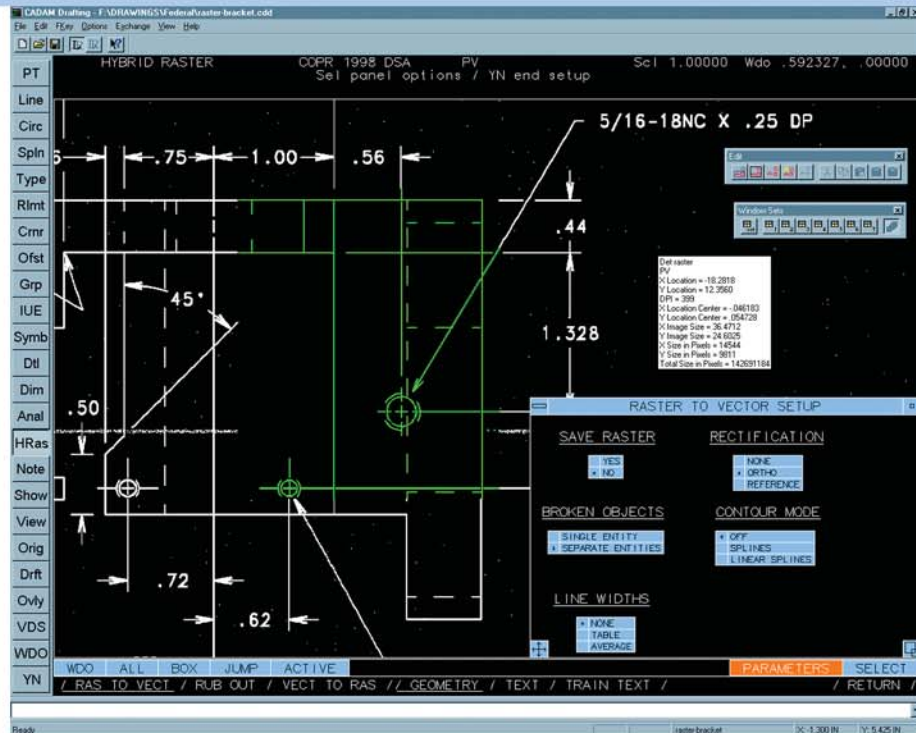 CADAM Drafting - F:\DRAWINGS\Federal\raster-bracket.cdd
File Edit FKey Options Exchange View Help
HYBRID RASTER COPR 1998 DSA PV Scl 1.00000 Wdo .592327, .00000
Sel panel options / YN end setup
PT
Line
Circ
Spln
Type
Rlmt
Crnr
Ofst
Grp
IUE
Symb
Dtl
Dim
Anal
HRas
Note
Show
View
Orig
Drft
Ovly
VDS
WDO
YN
5/16-18NC X .25 DP
6 .75 1.00 .56
.44
45°
1.328
.50
.72
.62
Edit
Window Sets
Det raster
PV
X Location = -18.2818
Y Location = 12.3560
DPI = 399
X Location Center = -.046183
Y Location Center = .054728
X Image Size = 36.4712
Y Image Size = 24.6025
X Size in Pixels = 14544
Y Size in Pixels = 9811
Total Size in Pixels = 142691184
RASTER TO VECTOR SETUP
SAVE RASTER
YES
NO
RECTIFICATION
NONE
ORTHO
REFERENCE
BROKEN OBJECTS
SINGLE ENTITY
SEPARATE ENTITIES
CONTOUR MODE
OFF
SPLINES
LINEAR SPLINES
LINE WIDTHS
NONE
TABLE
AVERAGE
WDO ALL BOX JUMP ACTIVE PARAMETERS SELECT
/ RAS TO VECT / RUB OUT / VECT TO RAS // GEOMETRY / TEXT / TRAIN TEXT / / RETURN /
Ready raster-bracket X: -1.300 IN Y: 5.425 IN